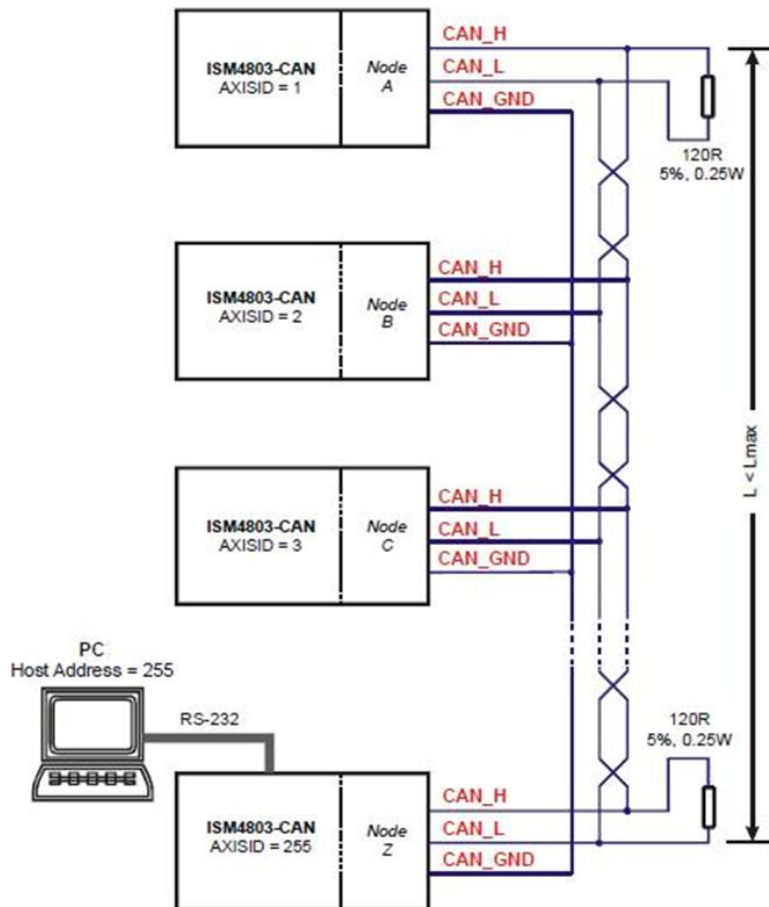 CAN_H
ISM4803-CAN
AXISID = 1
Node
A
CAN_L
CAN_GND
120R
5%, 0.25W
CAN_H
ISM4803-CAN
AXISID = 2
Node
B
CAN_L
CAN_GND
L < Lmax
CAN_H
ISM4803-CAN
AXISID = 3
Node
C
CAN_L
CAN_GND
PC
Host Address = 255
RS-232
120R
5%, 0.25W
CAN_H
ISM4803-CAN
AXISID = 255
Node
Z
CAN_L
CAN_GND